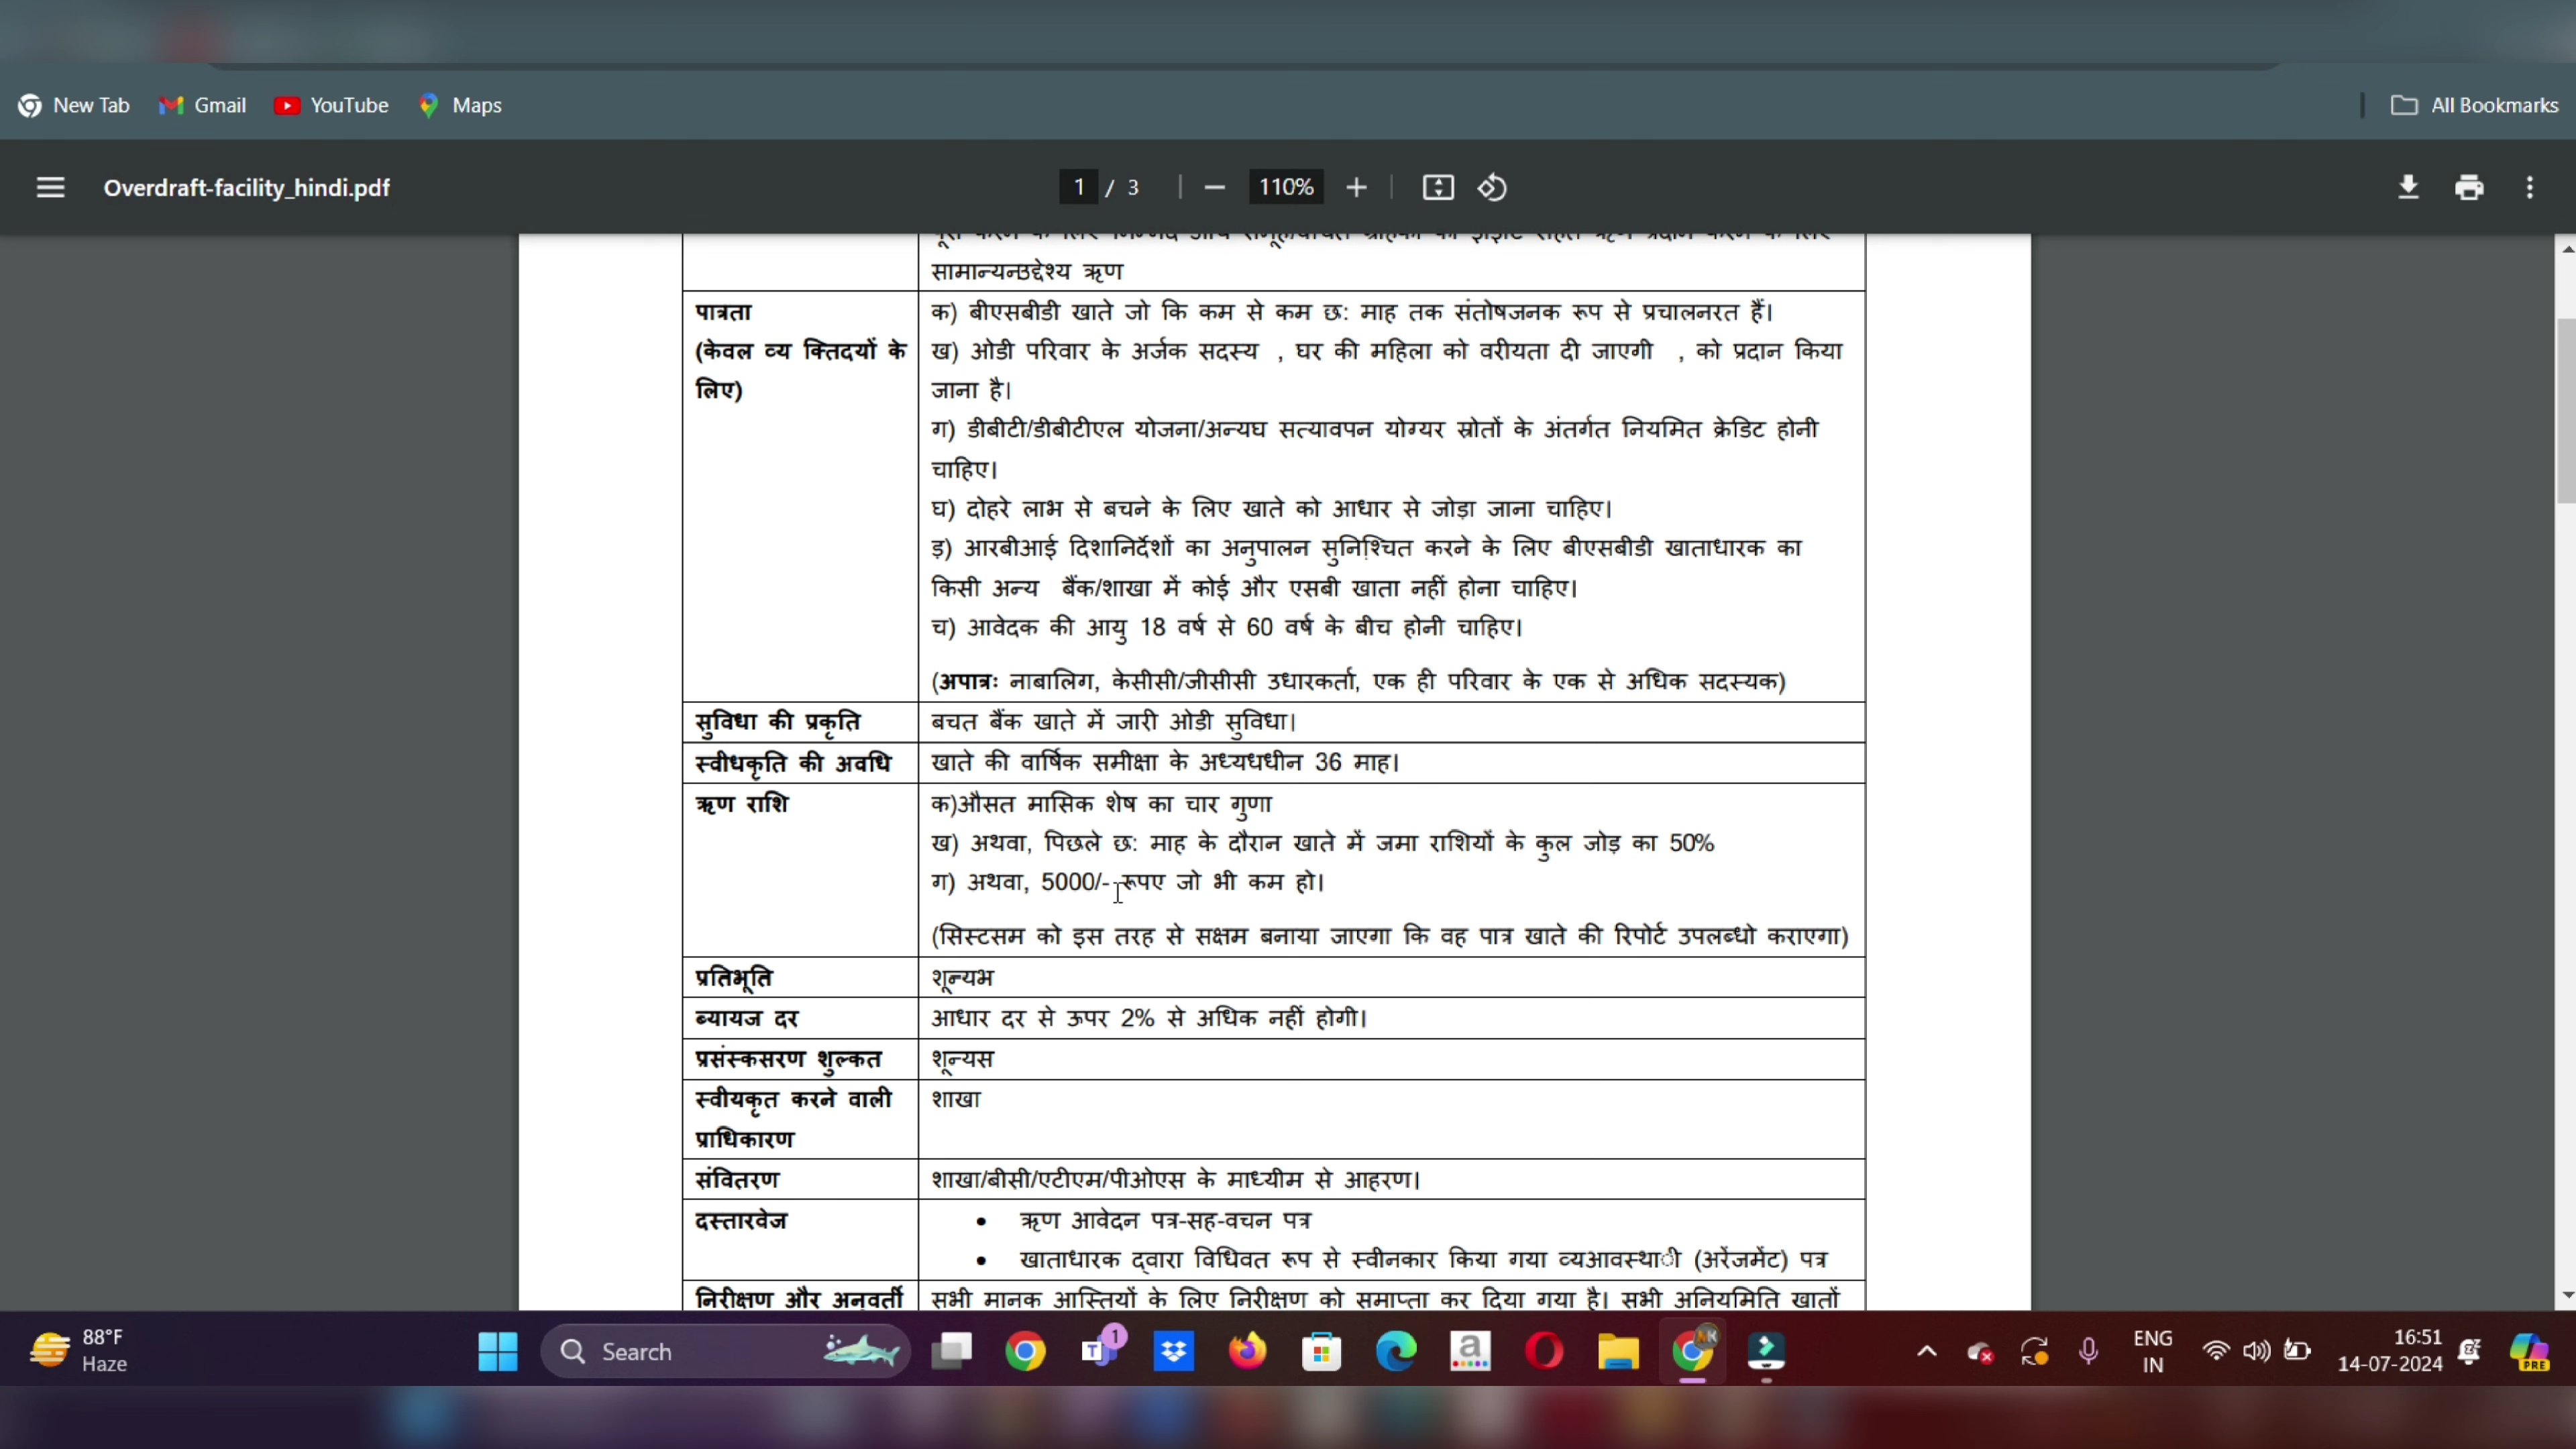 New Tab Gmail YouTube Maps All Bookmarks
Overdraft-facility_hindi.pdf 1 / 3 110%
सामान्यन्उद्देश्य ऋण
पात्रता
(केवल व्य क्तिदयों के
लिए)
क) बीएसबीडी खाते जो कि कम से कम छ: माह तक संतोषजनक रूप से प्रचालनरत हैं।
ख) ओडी परिवार के अर्जक सदस्य , घर की महिला को वरीयता दी जाएगी , को प्रदान किया
जाना है।
ग) डीबीटी/डीबीटीएल योजना/अन्यघ सत्यावपन योग्यर स्रोतों के अंतर्गत नियमित क्रेडिट होनी
चाहिए।
घ) दोहरे लाभ से बचने के लिए खाते को आधार से जोड़ा जाना चाहिए।
ड़) आरबीआई दिशानिर्देशों का अनुपालन सुनिश्चित करने के लिए बीएसबीडी खाताधारक का
किसी अन्य बैंक/शाखा में कोई और एसबी खाता नहीं होना चाहिए।
च) आवेदक की आयु 18 वर्ष से 60 वर्ष के बीच होनी चाहिए।
(अपात्रः नाबालिग, केसीसी/जीसीसी उधारकर्ता, एक ही परिवार के एक से अधिक सदस्यक)
सुविधा की प्रकृति बचत बैंक खाते में जारी ओडी सुविधा।
स्वीधकृति की अवधि खाते की वार्षिक समीक्षा के अध्यधधीन 36 माह।
ऋण राशि क)औसत मासिक शेष का चार गुणा
ख) अथवा, पिछले छ: माह के दौरान खाते में जमा राशियों के कुल जोड़ का 50%
ग) अथवा, 5000/- रूपए जो भी कम हो।
(सिस्टसम को इस तरह से सक्षम बनाया जाएगा कि वह पात्र खाते की रिपोर्ट उपलब्धो कराएगा)
प्रतिभूति शून्यभ
ब्यायज दर आधार दर से ऊपर 2% से अधिक नहीं होगी।
प्रसंस्कसरण शुल्कत शून्यस
स्वीयकृत करने वाली शाखा
प्राधिकारण
संवितरण शाखा/बीसी/एटीएम/पीओएस के माध्यीम से आहरण।
दस्तारवेज • ऋण आवेदन पत्र-सह-वचन पत्र
• खाताधारक द्वारा विधिवत रूप से स्वीनकार किया गया व्यआवस्थाी (अरेंजमेंट) पत्र
निरीक्षण और अनुवर्ती सभी मानक आस्तियों के लिए निरीक्षण को समाप्ता कर दिया गया है। सभी अनियमिति खातों
88°F
Haze
Search
1
ENG
IN
16:51
14-07-2024
PRE